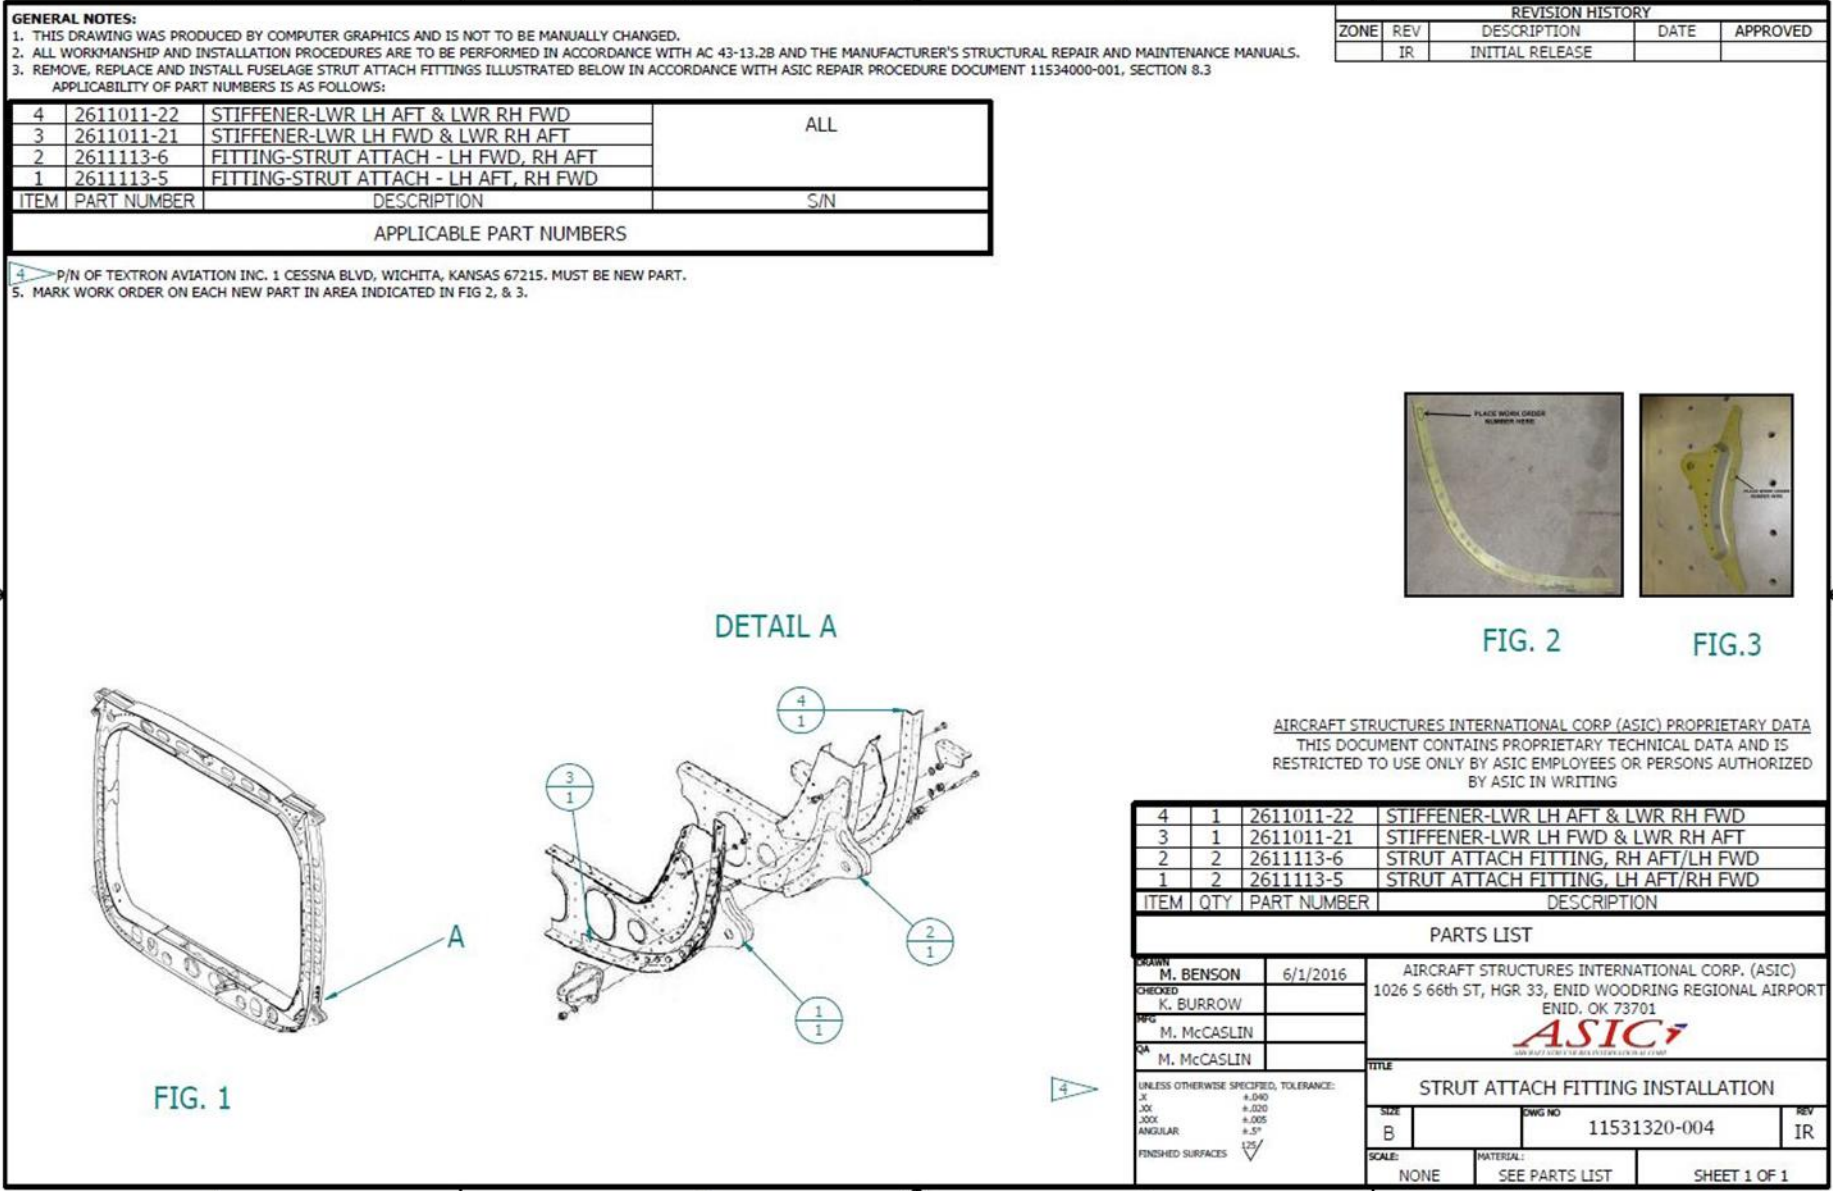 GENERAL NOTES:
1. THIS DRAWING WAS PRODUCED BY COMPUTER GRAPHICS AND IS NOT TO BE MANUALLY CHANGED.
2. ALL WORKMANSHIP AND INSTALLATION PROCEDURES ARE TO BE PERFORMED IN ACCORDANCE WITH AC 43-13.2B AND THE MANUFACTURER'S STRUCTURAL REPAIR AND MAINTENANCE MANUALS.
3. REMOVE, REPLACE AND INSTALL FUSELAGE STRUT ATTACH FITTINGS ILLUSTRATED BELOW IN ACCORDANCE WITH ASIC REPAIR PROCEDURE DOCUMENT 11534000-001, SECTION 8.3
APPLICABILITY OF PART NUMBERS IS AS FOLLOWS:
REVISION HISTORY
ZONE REV DESCRIPTION DATE APPROVED
IR INITIAL RELEASE
4 2611011-22 STIFFENER-LWR LH AFT & LWR RH FWD ALL
3 2611011-21 STIFFENER-LWR LH FWD & LWR RH AFT
2 2611113-6 FITTING-STRUT ATTACH - LH FWD, RH AFT
1 2611113-5 FITTING-STRUT ATTACH - LH AFT, RH FWD
ITEM PART NUMBER DESCRIPTION S/N
APPLICABLE PART NUMBERS
4 P/N OF TEXTRON AVIATION INC. 1 CESSNA BLVD, WICHITA, KANSAS 67215. MUST BE NEW PART.
5. MARK WORK ORDER ON EACH NEW PART IN AREA INDICATED IN FIG 2, & 3.
PLACE WORK ORDER
NUMBER HERE
PLACE WORK ORDER
NUMBER HERE
FIG. 2
FIG.3
DETAIL A
4
1
3
1
2
1
1
1
A
FIG. 1
AIRCRAFT STRUCTURES INTERNATIONAL CORP (ASIC) PROPRIETARY DATA
THIS DOCUMENT CONTAINS PROPRIETARY TECHNICAL DATA AND IS
RESTRICTED TO USE ONLY BY ASIC EMPLOYEES OR PERSONS AUTHORIZED
BY ASIC IN WRITING
4 1 2611011-22 STIFFENER-LWR LH AFT & LWR RH FWD
3 1 2611011-21 STIFFENER-LWR LH FWD & LWR RH AFT
2 2 2611113-6 STRUT ATTACH FITTING, RH AFT/LH FWD
1 2 2611113-5 STRUT ATTACH FITTING, LH AFT/RH FWD
ITEM QTY PART NUMBER DESCRIPTION
PARTS LIST
DRAWN
M. BENSON 6/1/2016
CHECKED
K. BURROW
MFG
M. McCASLIN
QA
M. McCASLIN
AIRCRAFT STRUCTURES INTERNATIONAL CORP. (ASIC)
1026 S 66th ST, HGR 33, ENID WOODRING REGIONAL AIRPORT
ENID. OK 73701
ASICi
AIRCRAFT STRUCTURES INTERNATIONAL CORP
4
UNLESS OTHERWISE SPECIFIED, TOLERANCE:
.X ±.040
.XX ±.020
.XXX ±.005
ANGULAR ±.5°
FINISHED SURFACES 125
TITLE
STRUT ATTACH FITTING INSTALLATION
SIZE
B
DWG NO
11531320-004
REV
IR
SCALE:
NONE
MATERIAL:
SEE PARTS LIST
SHEET 1 OF 1